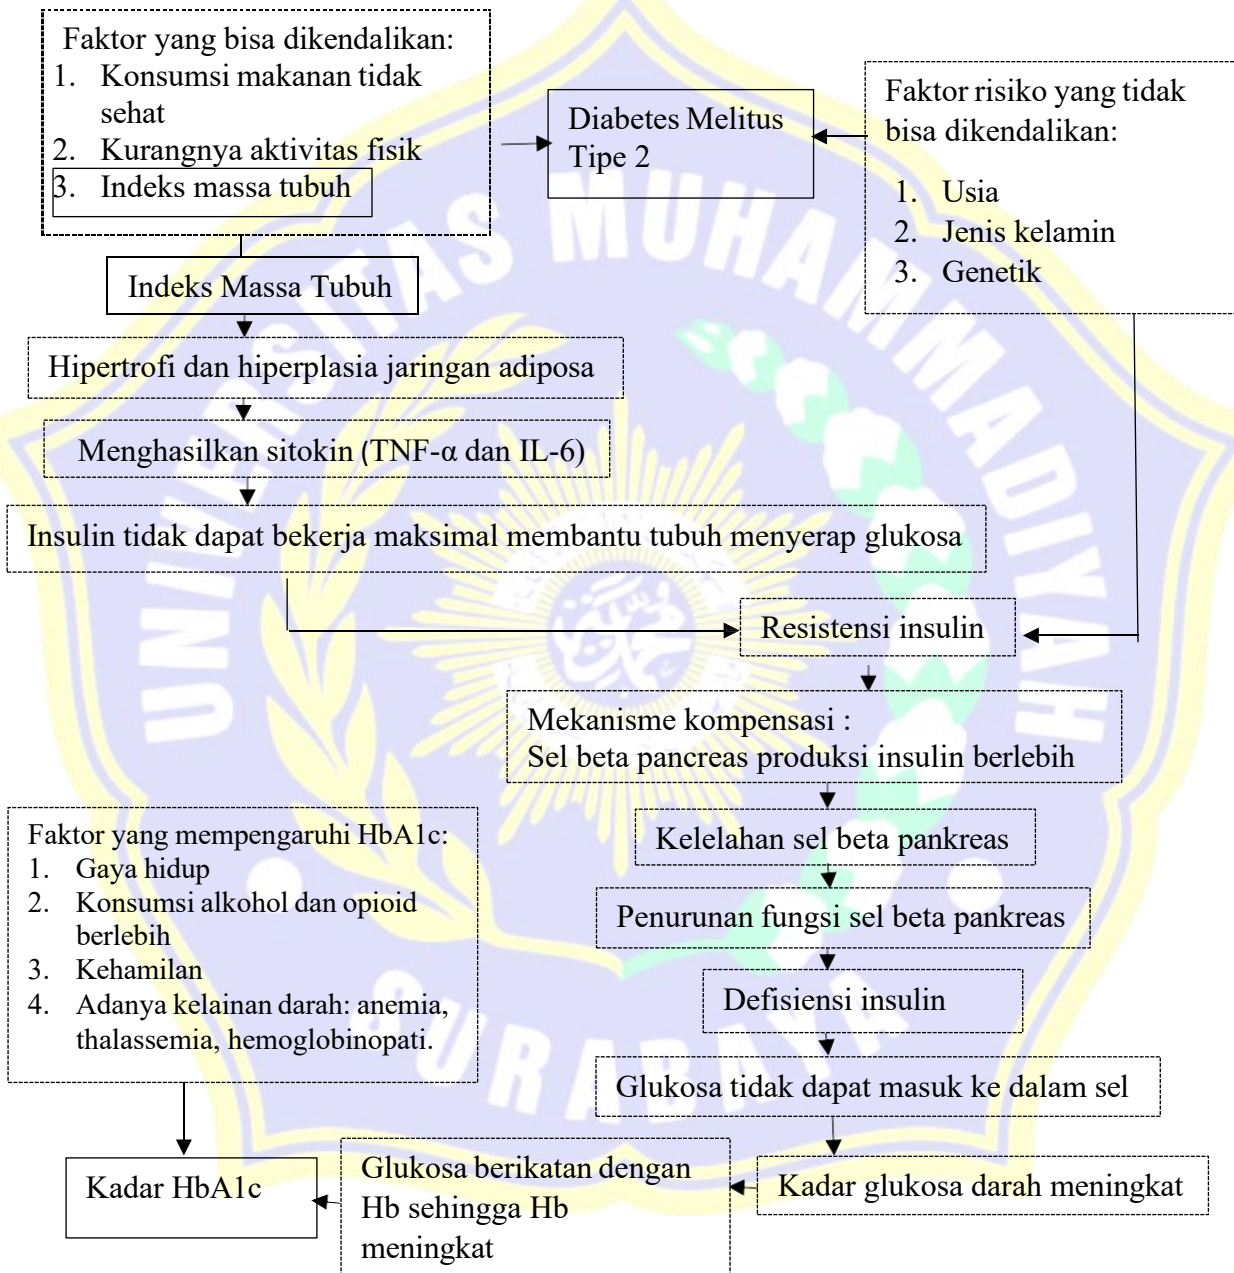 Faktor yang bisa dikendalikan:
1. Konsumsi makanan tidak
sehat
2. Kurangnya aktivitas fisik
3. Indeks massa tubuh
Diabetes Melitus
Tipe 2
Faktor risiko yang tidak
bisa dikendalikan:
1. Usia
2. Jenis kelamin
3. Genetik
Indeks Massa Tubuh
Hipertrofi dan hiperplasia jaringan adiposa
Menghasilkan sitokin (TNF-α dan IL-6)
Insulin tidak dapat bekerja maksimal membantu tubuh menyerap glukosa
Resistensi insulin
Mekanisme kompensasi :
Sel beta pancreas produksi insulin berlebih
Kelelahan sel beta pankreas
Penurunan fungsi sel beta pankreas
Defisiensi insulin
Glukosa tidak dapat masuk ke dalam sel
Kadar glukosa darah meningkat
Glukosa berikatan dengan
Hb sehingga Hb
meningkat
Faktor yang mempengaruhi HbA1c:
1. Gaya hidup
2. Konsumsi alkohol dan opioid
berlebih
3. Kehamilan
4. Adanya kelainan darah: anemia,
thalassemia, hemoglobinopati.
Kadar HbA1c
UNIVERSITAS MUHAMMADIYAH
SURABAYA